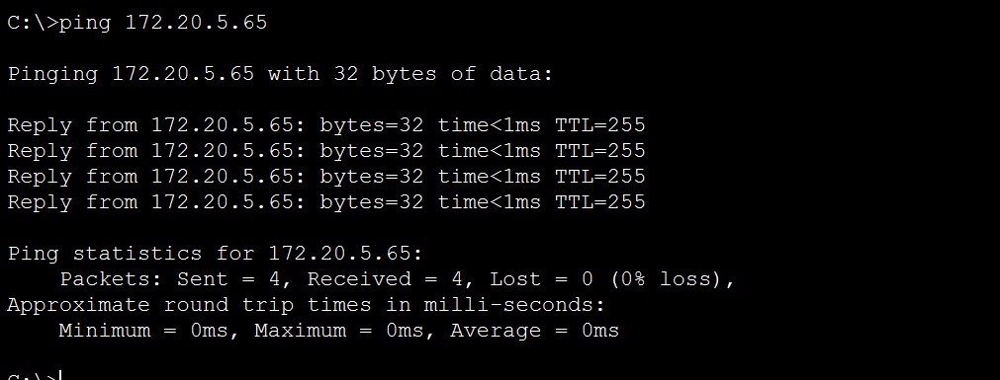 C:\>ping 172.20.5.65
Pinging 172.20.5.65 with 32 bytes of data:
Reply from 172.20.5.65: bytes=32 time<1ms TTL=255
Reply from 172.20.5.65: bytes=32 time<1ms TTL=255
Reply from 172.20.5.65: bytes=32 time<1ms TTL=255
Reply from 172.20.5.65: bytes=32 time<1ms TTL=255
Ping statistics for 172.20.5.65:
    Packets: Sent = 4, Received = 4, Lost = 0 (0% loss),
Approximate round trip times in milli-seconds:
    Minimum = 0ms, Maximum = 0ms, Average = 0ms
C:\>